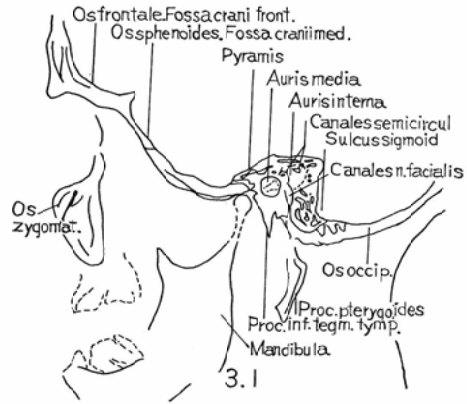 Os frontale. Fossa crani front.
Os sphenoides. Fossa cranii med.
Pyramis
Auris media
Auris interna
Canales semicircul
Sulcus sigmoid
Canales n. facialis
Os
zygomat.
Os occip.
Proc. pterygoides
Proc. inf. tegm. tymp.
Mandibula
3.1